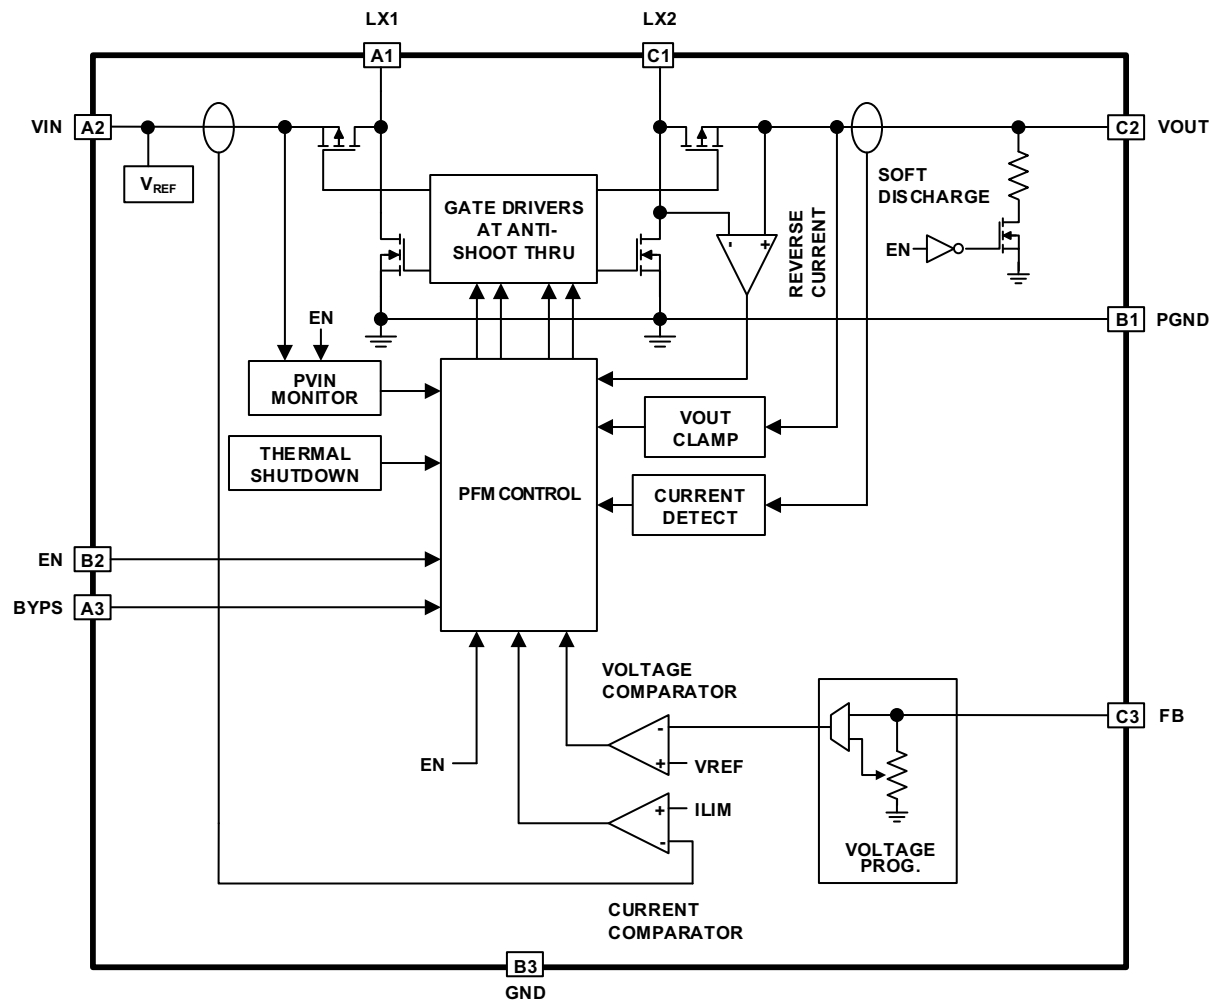 LX1
LX2
A1
C1
VIN
A2
C2
VOUT
VREF
SOFT
DISCHARGE
GATE DRIVERS
AT ANTI-
SHOOT THRU
-
+
REVERSE
CURRENT
EN
EN
B1
PGND
PVIN
MONITOR
VOUT
CLAMP
THERMAL
SHUTDOWN
PFM CONTROL
CURRENT
DETECT
EN
B2
BYPS
A3
VOLTAGE
COMPARATOR
C3
FB
-
+
VREF
EN
+
ILIM
-
VOLTAGE
PROG.
CURRENT
COMPARATOR
B3
GND